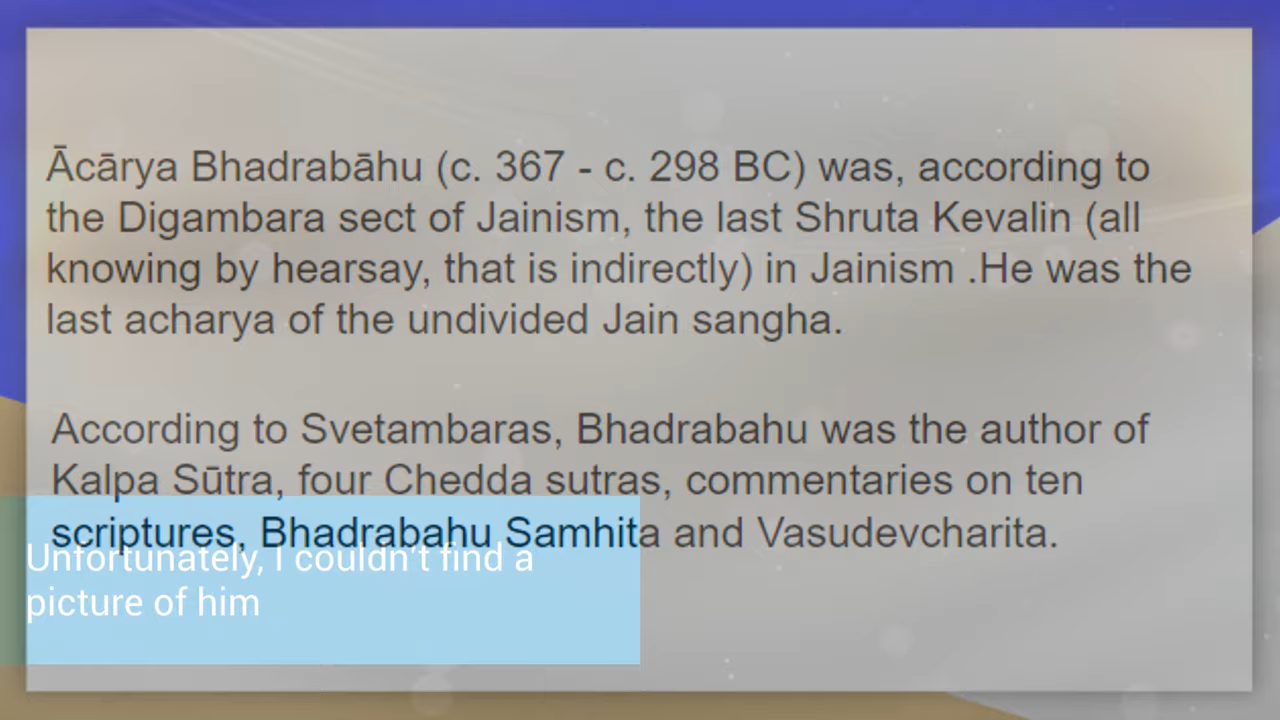 Ācārya Bhadrabāhu (c. 367 - c. 298 BC) was, according to
the Digambara sect of Jainism, the last Shruta Kevalin (all
knowing by hearsay, that is indirectly) in Jainism .He was the
last acharya of the undivided Jain sangha.
According to Svetambaras, Bhadrabahu was the author of
Kalpa Sūtra, four Chedda sutras, commentaries on ten
scriptures, Bhadrabahu Samhita and Vasudevcharita.
Unfortunately, I couldn't find a
picture of him